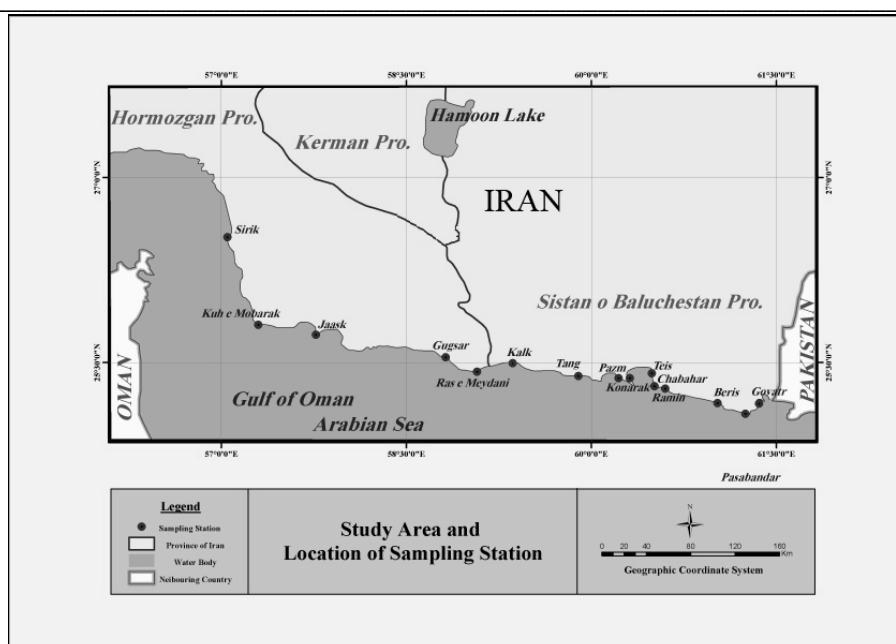 57°0'0"E
58°30'0"E
60°0'0"E
61°30'0"E
Hormozgan Pro.
Kerman Pro.
Hamoon Lake
27°0'0"N
27°0'0"N
IRAN
Sirik
Sistan o Baluchestan Pro.
Kuh e Mobarak
Jaask
Gugsar
Kalk
Ras e Meydani
Tang
Pazm
Teis
Konarak
Chabahar
Ramin
Beris
Goyatr
25°30'0"N
25°30'0"N
OMAN
PAKISTAN
Gulf of Oman
Arabian Sea
57°0'0"E
58°30'0"E
60°0'0"E
61°30'0"E
Pasabandar
Legend
Sampling Station
Province of Iran
Water Body
Neibouring Country
Study Area and
Location of Sampling Station
N
0 20 40 80 120 160
Km
Geographic Coordinate System